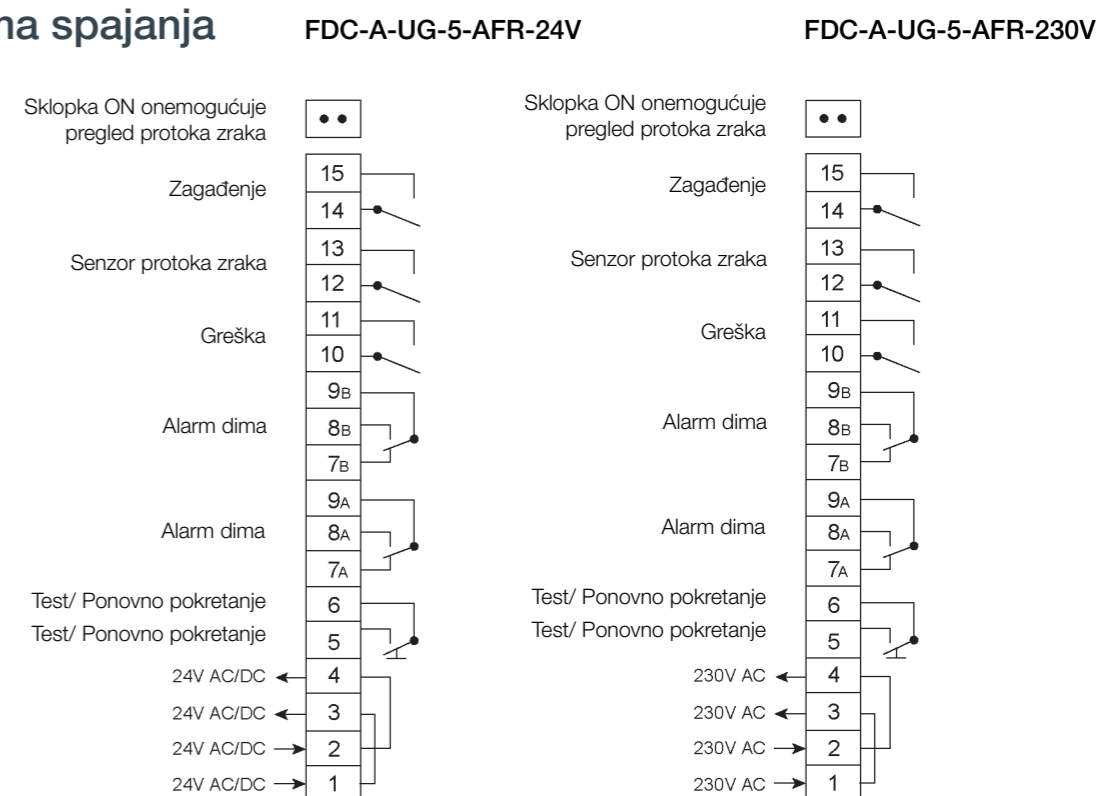 na spajanja
FDC-A-UG-5-AFR-24V
Sklopka ON onemogućuje
pregled protoka zraka
Zagađenje
15
14
Senzor protoka zraka
13
12
Greška
11
10
Alarm dima
9B
8B
7B
Alarm dima
9A
8A
7A
Test/ Ponovno pokretanje
6
Test/ Ponovno pokretanje
5
24V AC/DC
4
24V AC/DC
3
24V AC/DC
2
24V AC/DC
1
FDC-A-UG-5-AFR-230V
Sklopka ON onemogućuje
pregled protoka zraka
Zagađenje
15
14
Senzor protoka zraka
13
12
Greška
11
10
Alarm dima
9B
8B
7B
Alarm dima
9A
8A
7A
Test/ Ponovno pokretanje
6
Test/ Ponovno pokretanje
5
230V AC
4
230V AC
3
230V AC
2
230V AC
1